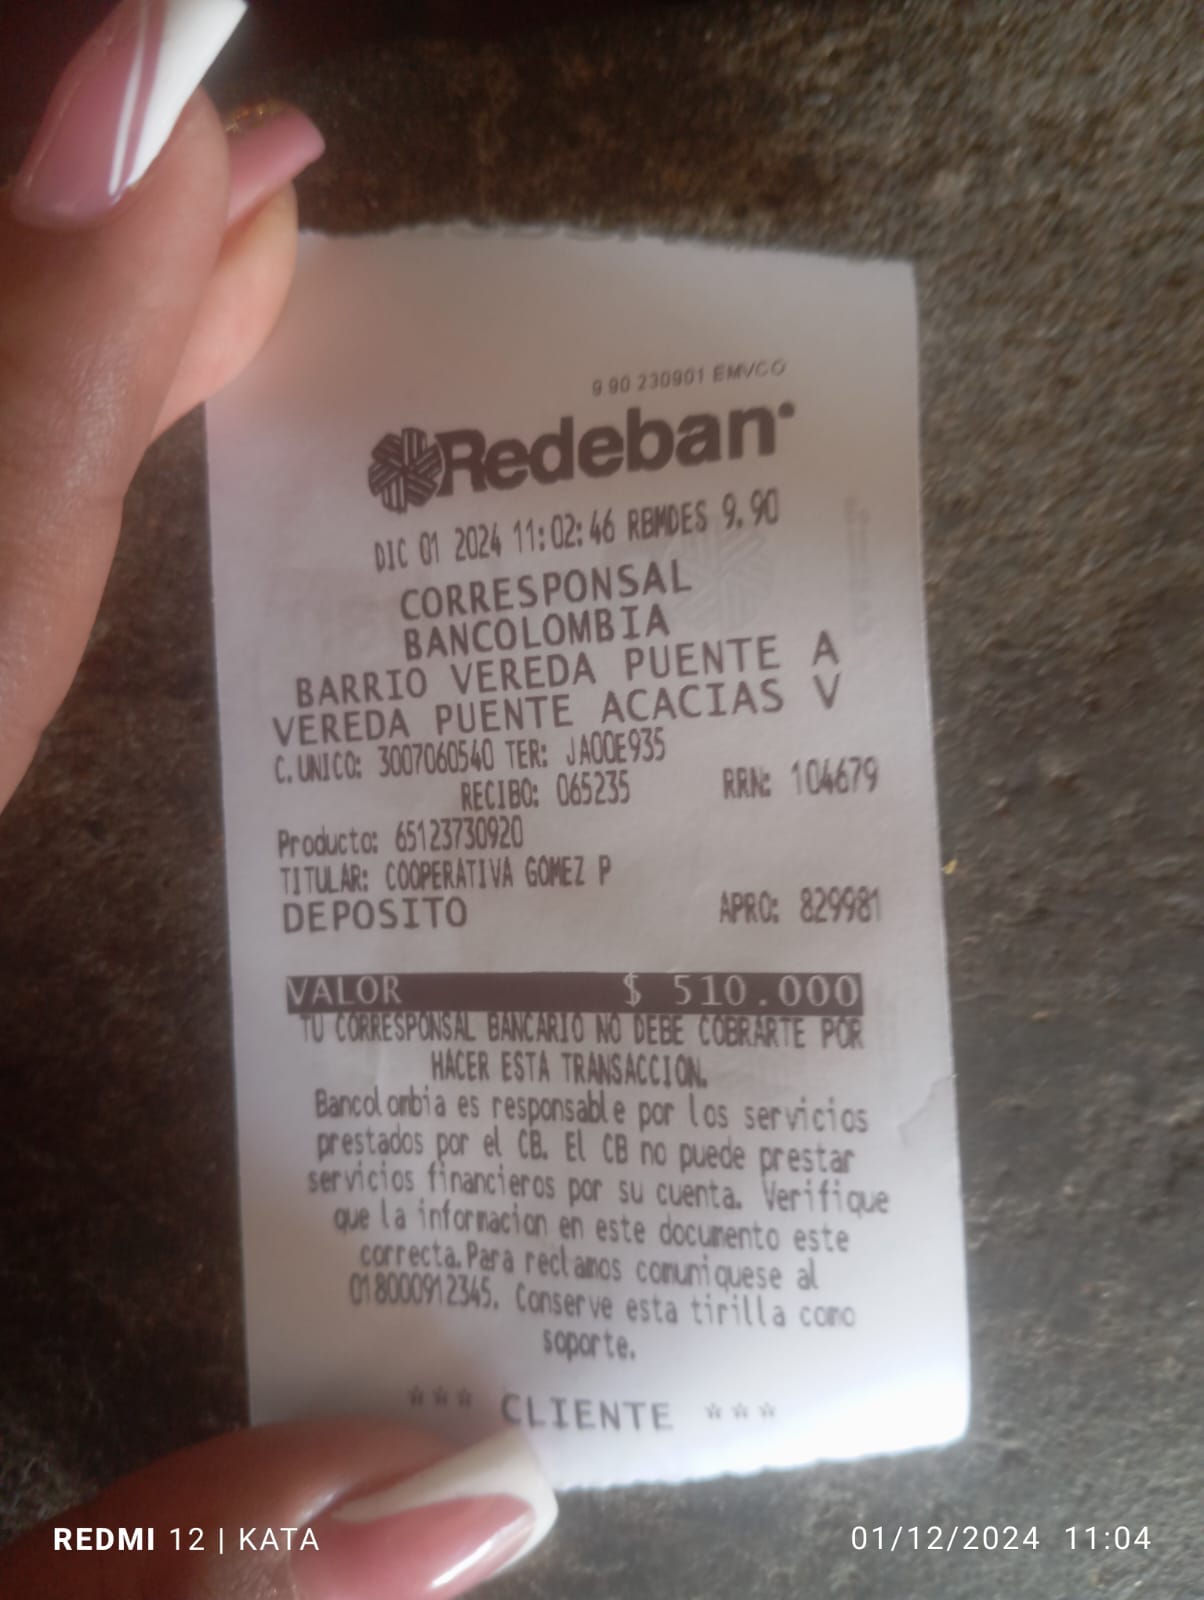 9 90 230901 EMVCO
Redeban
DIC 01 2024 11:02:46 RBMDES 9.90
CORRESPONSAL
BANCOLOMBIA
BARRIO VEREDA PUENTE A
VEREDA PUENTE ACACIAS V
C.UNICO: 3007060540 TER: JA00E935
RECIBO: 065235 RRN: 104679
Producto: 65123730920
TITULAR: COOPERATIVA GOMEZ P
DEPOSITO APRO: 829981
VALOR $ 510.000
TU CORRESPONSAL BANCARIO NO DEBE COBRARTE POR
HACER ESTA TRANSACCION.
Bancolombia es responsable por los servicios
prestados por el CB. El CB no puede prestar
servicios financieros por su cuenta. Verifique
que la informacion en este documento este
correcta.Para reclamos comuniquese al
018000912345. Conserve esta tirilla como
soporte.
*** CLIENTE ***
REDMI 12 | KATA 01/12/2024 11:04